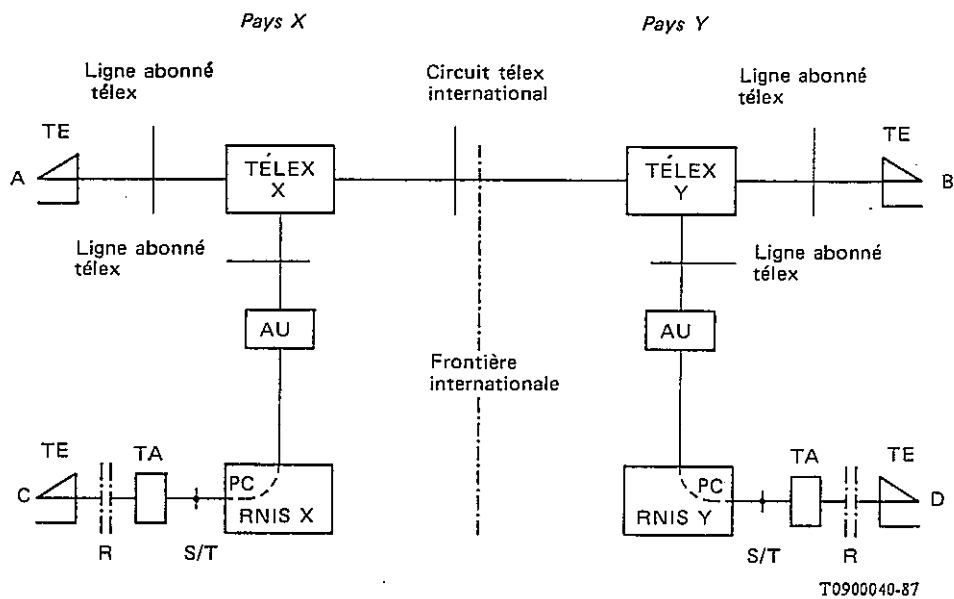 Pays X
Pays Y
Ligne abonné
télex
Circuit télex
international
Ligne abonné
télex
TE
TE
A
TÉLEX
X
TÉLEX
Y
B
Ligne abonné
télex
Ligne abonné
télex
AU
AU
Frontière
internationale
TE
TA
TA
TE
C
PC
RNIS X
PC
RNIS Y
D
R
S/T
S/T
R
T0900040-87